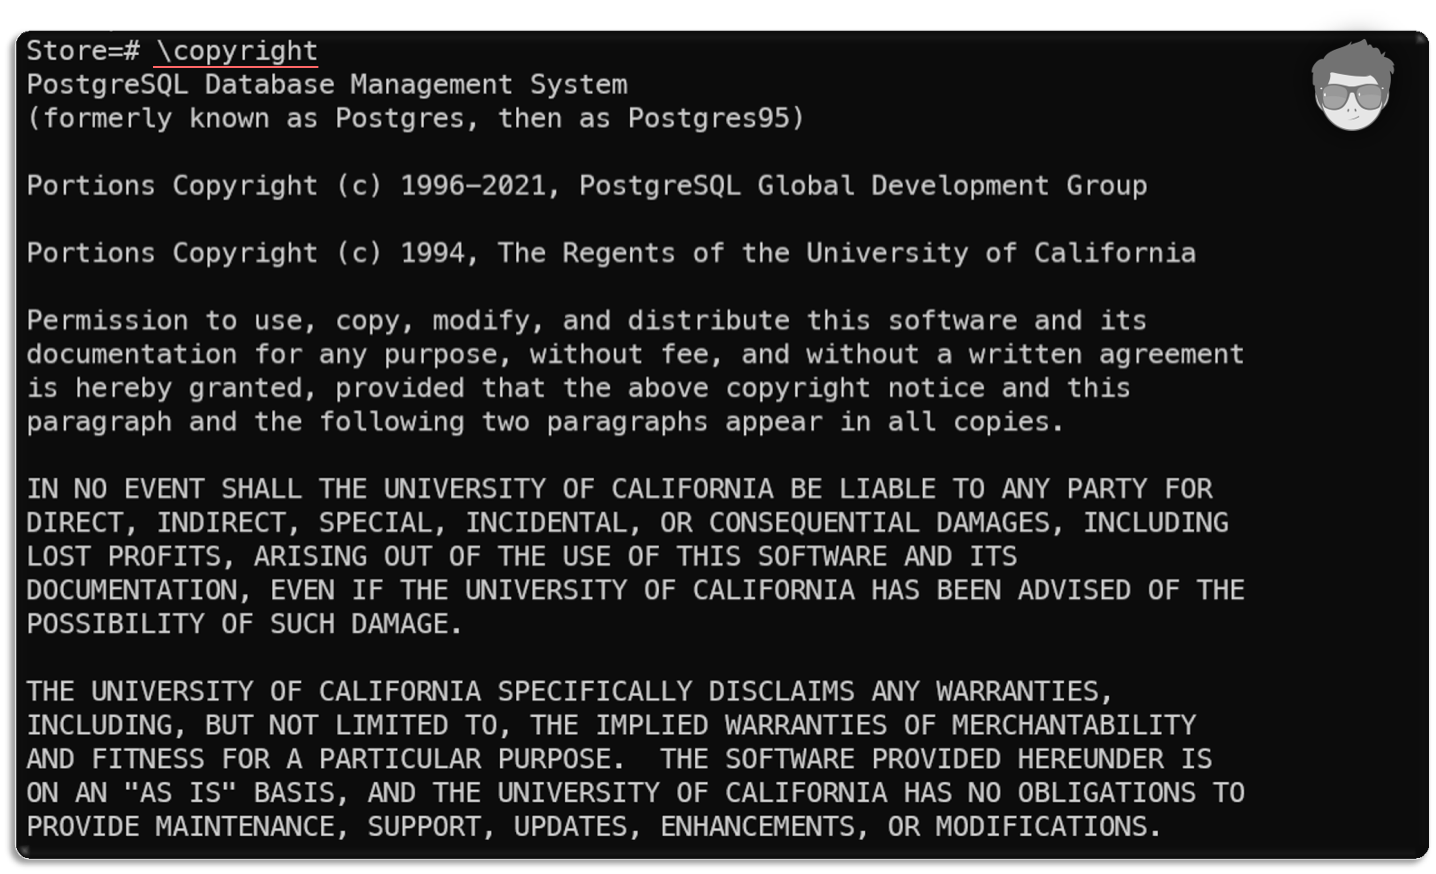 Store=# \copyright
PostgreSQL Database Management System
(formerly known as Postgres, then as Postgres95)
Portions Copyright (c) 1996–2021, PostgreSQL Global Development Group
Portions Copyright (c) 1994, The Regents of the University of California
Permission to use, copy, modify, and distribute this software and its
documentation for any purpose, without fee, and without a written agreement
is hereby granted, provided that the above copyright notice and this
paragraph and the following two paragraphs appear in all copies.
IN NO EVENT SHALL THE UNIVERSITY OF CALIFORNIA BE LIABLE TO ANY PARTY FOR
DIRECT, INDIRECT, SPECIAL, INCIDENTAL, OR CONSEQUENTIAL DAMAGES, INCLUDING
LOST PROFITS, ARISING OUT OF THE USE OF THIS SOFTWARE AND ITS
DOCUMENTATION, EVEN IF THE UNIVERSITY OF CALIFORNIA HAS BEEN ADVISED OF THE
POSSIBILITY OF SUCH DAMAGE.
THE UNIVERSITY OF CALIFORNIA SPECIFICALLY DISCLAIMS ANY WARRANTIES,
INCLUDING, BUT NOT LIMITED TO, THE IMPLIED WARRANTIES OF MERCHANTABILITY
AND FITNESS FOR A PARTICULAR PURPOSE.  THE SOFTWARE PROVIDED HEREUNDER IS
ON AN "AS IS" BASIS, AND THE UNIVERSITY OF CALIFORNIA HAS NO OBLIGATIONS TO
PROVIDE MAINTENANCE, SUPPORT, UPDATES, ENHANCEMENTS, OR MODIFICATIONS.